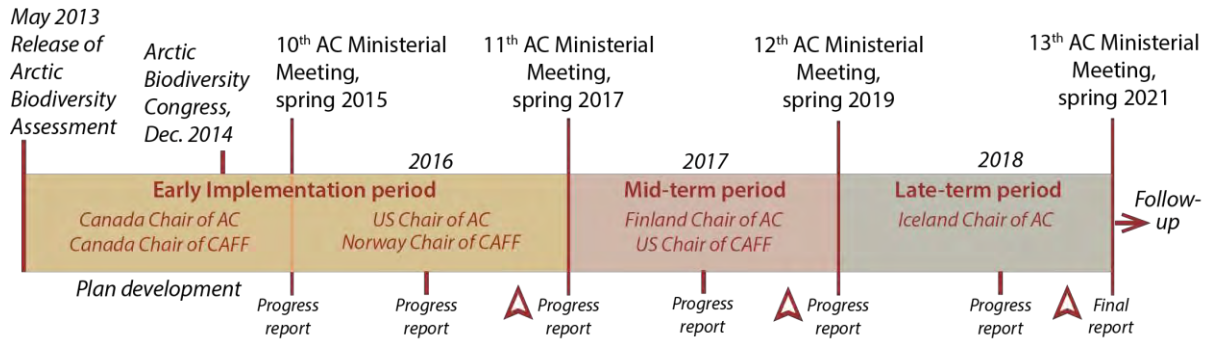 May 2013
Release of
Arctic
Biodiversity
Assessment
Arctic
Biodiversity
Congress,
Dec. 2014
10th AC Ministerial
Meeting,
spring 2015
11th AC Ministerial
Meeting,
spring 2017
12th AC Ministerial
Meeting,
spring 2019
13th AC Ministerial
Meeting,
spring 2021
2016
2017
2018
Early Implementation period
Mid-term period
Late-term period
Canada Chair of AC
Canada Chair of CAFF
US Chair of AC
Norway Chair of CAFF
Finland Chair of AC
US Chair of CAFF
Iceland Chair of AC
Follow-
up
Plan development
Progress
report
Progress
report
Progress
report
Progress
report
Progress
report
Progress
report
Final
report